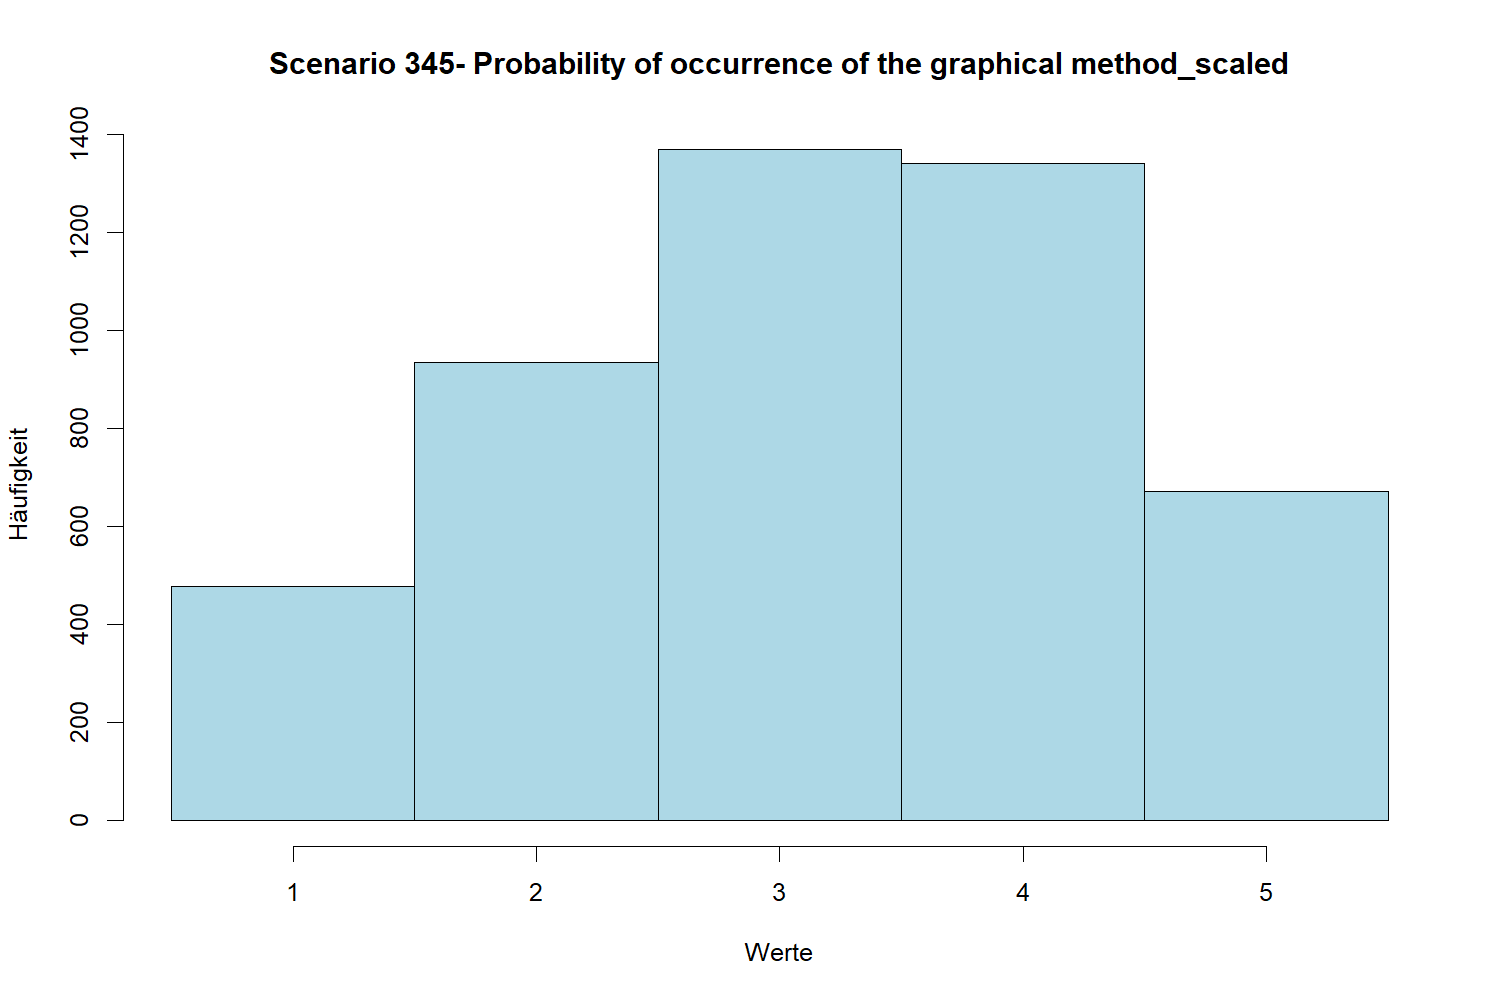 Scenario 345- Probability of occurrence of the graphical method_scaled
Häufigkeit
1400
1200
1000
800
600
400
200
0
1 2 3 4 5
Werte